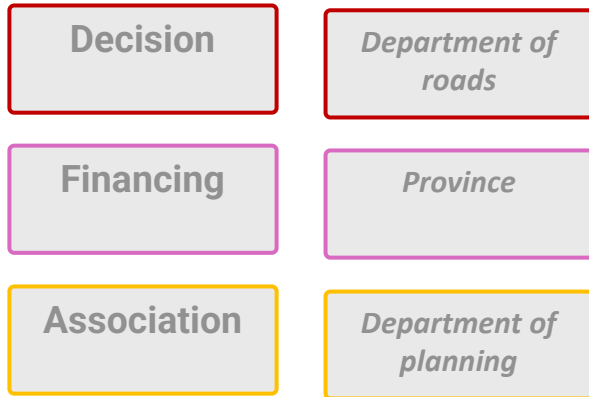 Decision
Department of
roads
Financing
Province
Association
Department of
planning